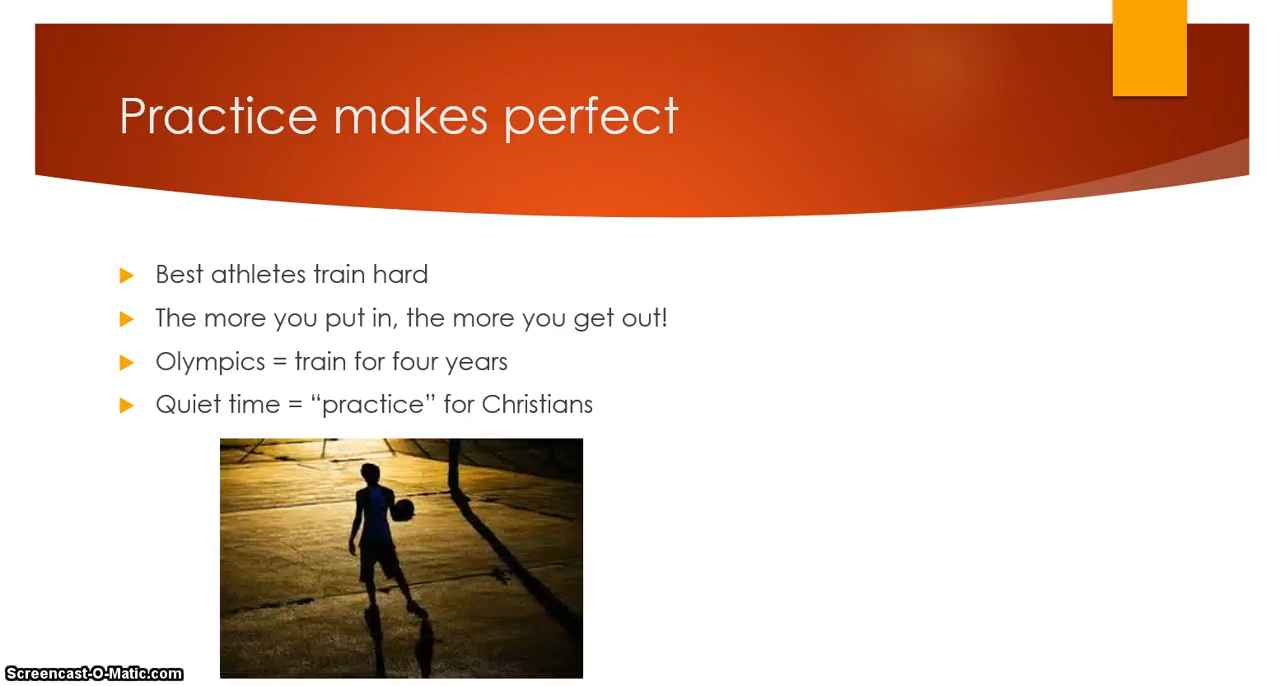 Practice makes perfect
Best athletes train hard
The more you put in, the more you get out!
Olympics = train for four years
Quiet time = “practice” for Christians
Screencast-O-Matic.com